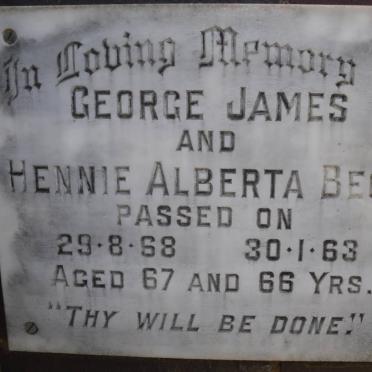 In Loving Memory
GEORGE JAMES
AND
HENNIE ALBERTA
PASSED ON
29·8·68 30·1·63
AGED 67 AND 66 YRS.
"THY WILL BE DONE."